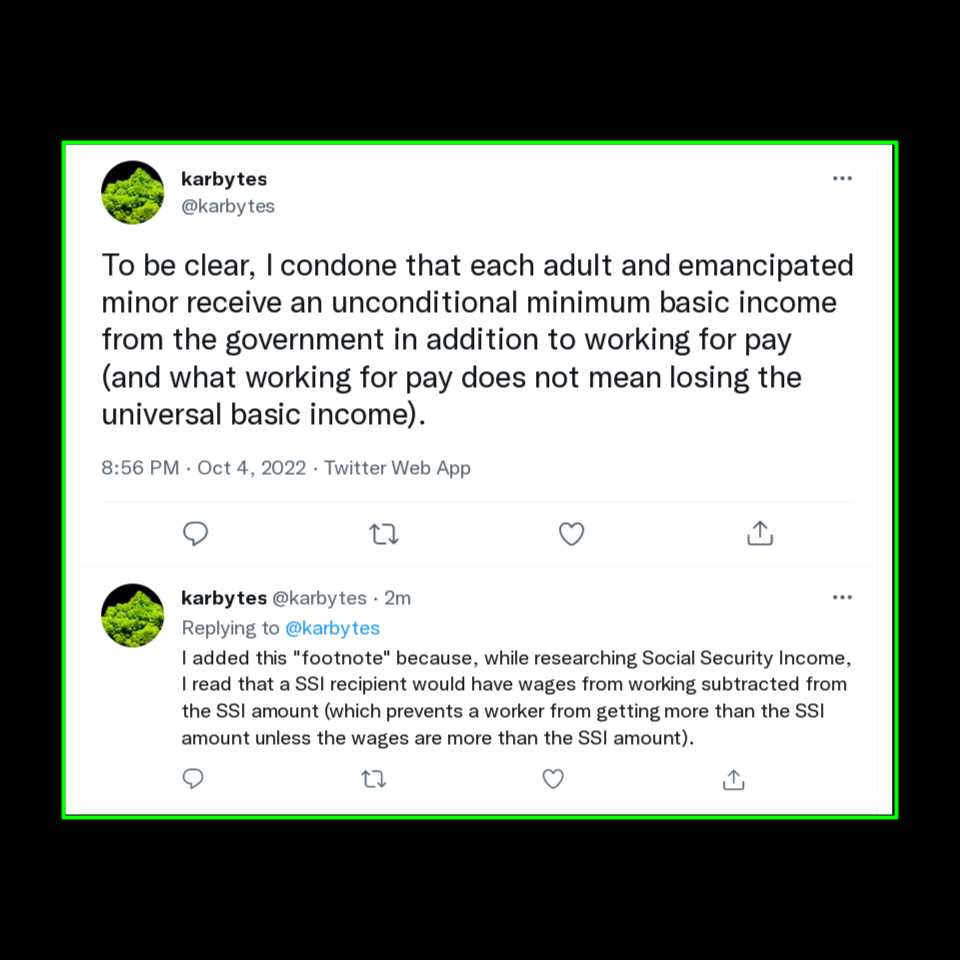 karbytes
@karbytes
To be clear, I condone that each adult and emancipated
minor receive an unconditional minimum basic income
from the government in addition to working for pay
(and what working for pay does not mean losing the
universal basic income).
8:56 PM · Oct 4, 2022 · Twitter Web App
karbytes @karbytes · 2m
Replying to @karbytes
I added this "footnote" because, while researching Social Security Income,
I read that a SSI recipient would have wages from working subtracted from
the SSI amount (which prevents a worker from getting more than the SSI
amount unless the wages are more than the SSI amount).